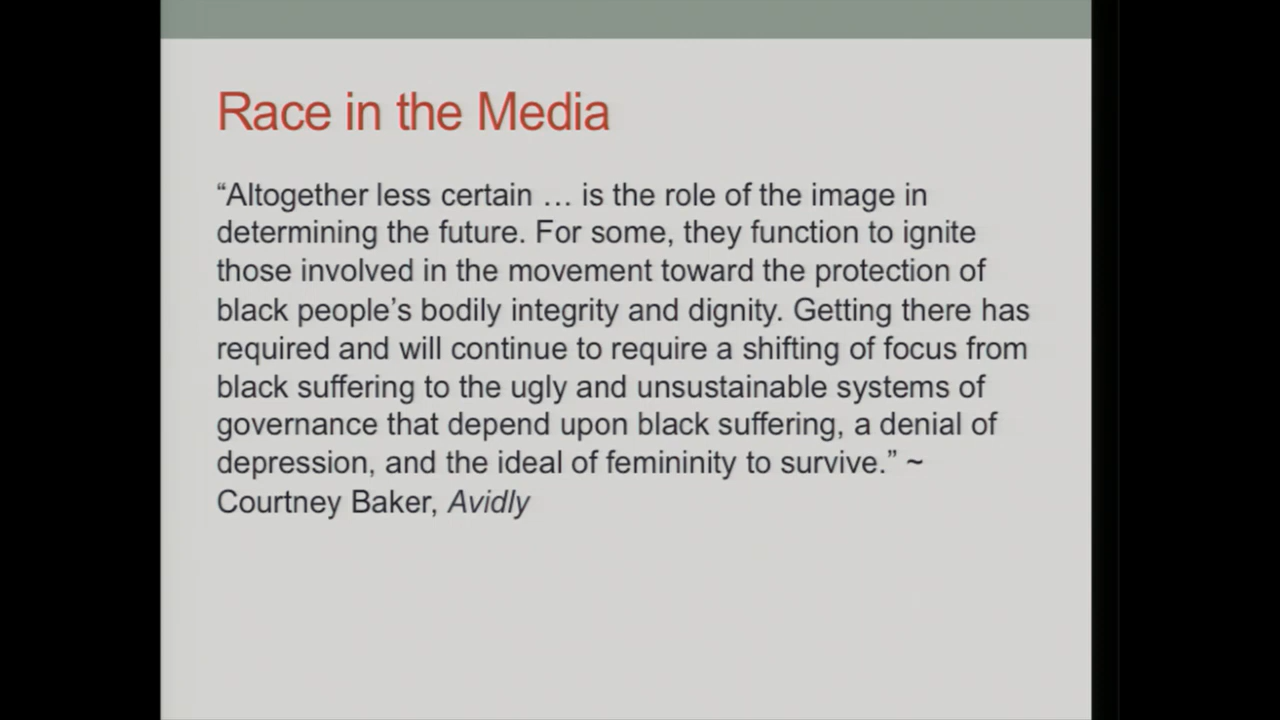 Race in the Media
“Altogether less certain … is the role of the image in
determining the future. For some, they function to ignite
those involved in the movement toward the protection of
black people’s bodily integrity and dignity. Getting there has
required and will continue to require a shifting of focus from
black suffering to the ugly and unsustainable systems of
governance that depend upon black suffering, a denial of
depression, and the ideal of femininity to survive.” ~
Courtney Baker, Avidly